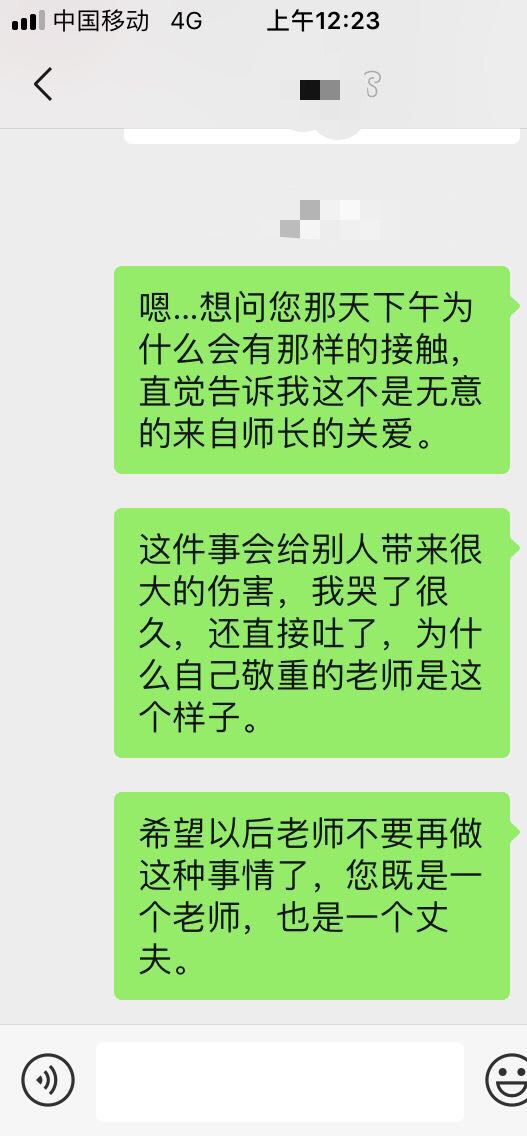 中国移动 4G 上午12:23
嗯...想问您那天下午为
什么会有那样的接触，
直觉告诉我这不是无意
的来自师长的关爱。
这件事会给别人带来很
大的伤害，我哭了很
久，还直接吐了，为什
么自己敬重的老师是这
个样子。
希望以后老师不要再做
这种事情了，您既是一
个老师，也是一个丈
夫。